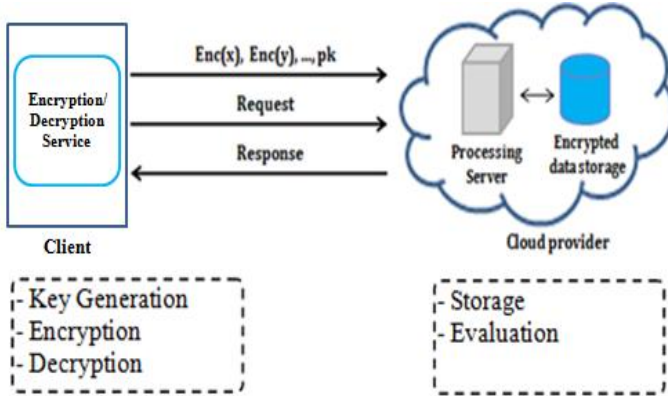 Enc(x), Enc(y), ..., pk
Encryption/
Decryption
Service
Request
Response
Processing
Server
Encrypted
data storage
Client
Cloud provider
- Key Generation
- Encryption
- Decryption
- Storage
- Evaluation